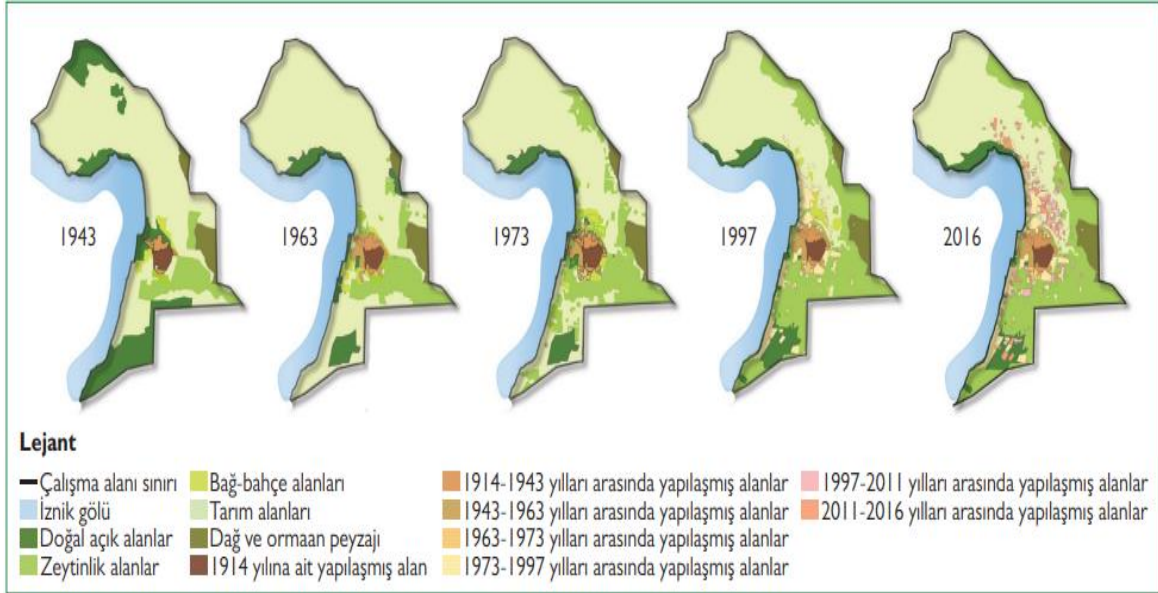 1943
1963
1973
1997
2016
Lejant
Çalışma alanı sınırı
İznik gölü
Doğal açık alanlar
Zeytinlik alanlar
Bağ-bahçe alanları
Tarım alanları
Dağ ve ormaan peyzajı
1914 yılına ait yapılaşmış alan
1914-1943 yılları arasında yapılaşmış alanlar
1943-1963 yılları arasında yapılaşmış alanlar
1963-1973 yılları arasında yapılaşmış alanlar
1973-1997 yılları arasında yapılaşmış alanlar
1997-2011 yılları arasında yapılaşmış alanlar
2011-2016 yılları arasında yapılaşmış alanlar